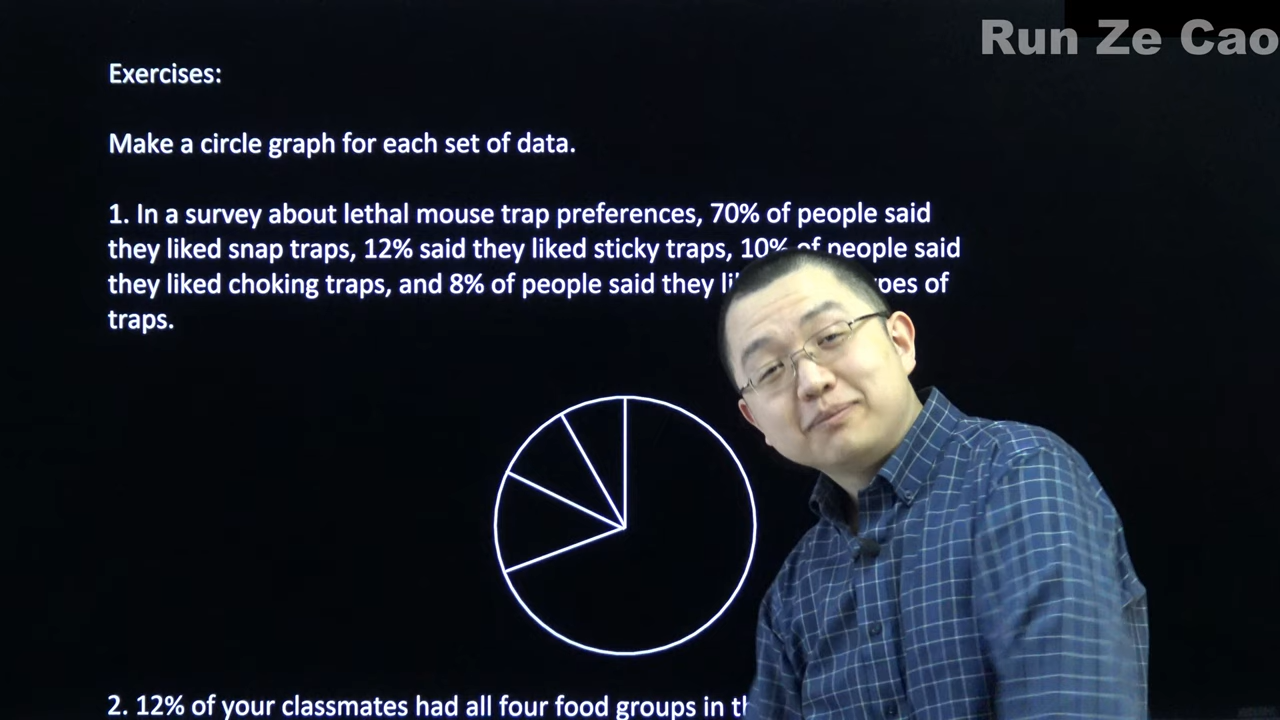 Run Ze Cao
Exercises:
Make a circle graph for each set of data.
1. In a survey about lethal mouse trap preferences, 70% of people said
they liked snap traps, 12% said they liked sticky traps, 10% of people said
they liked choking traps, and 8% of people said they of
traps.
2. 12% of your classmates had all four food groups in